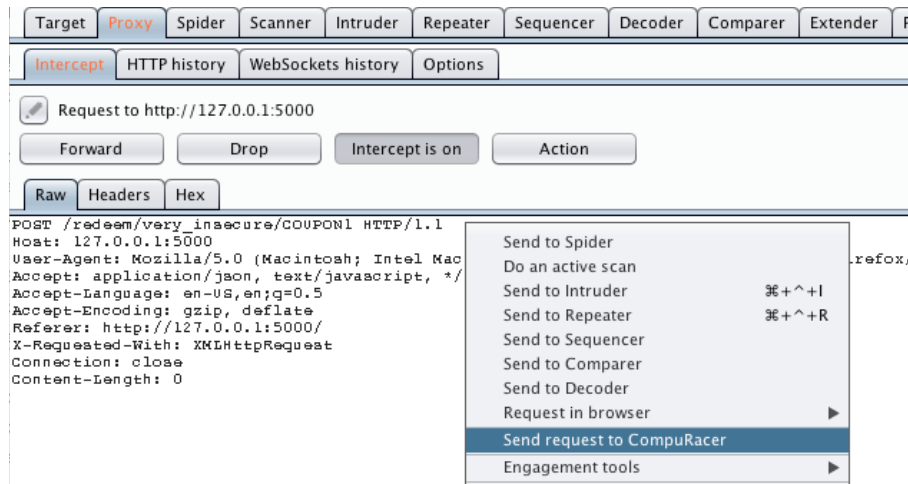 Target Proxy Spider Scanner Intruder Repeater Sequencer Decoder Comparer Extender
Intercept HTTP history WebSockets history Options
Request to http://127.0.0.1:5000
Forward Drop Intercept is on Action
Raw Headers Hex
POST /redeem/very_insecure/COUPON1 HTTP/1.1
Host: 127.0.0.1:5000
User-Agent: Mozilla/5.0 (Macintosh; Intel Mac refox/
Accept: application/json, text/javascript, */
Accept-Language: en-US,en;q=0.5
Accept-Encoding: gzip, deflate
Referer: http://127.0.0.1:5000/
X-Requested-With: XMLHttpRequest
Connection: close
Content-Length: 0
Send to Spider
Do an active scan
Send to Intruder ⌘+^+I
Send to Repeater ⌘+^+R
Send to Sequencer
Send to Comparer
Send to Decoder
Request in browser
Send request to CompuRacer
Engagement tools